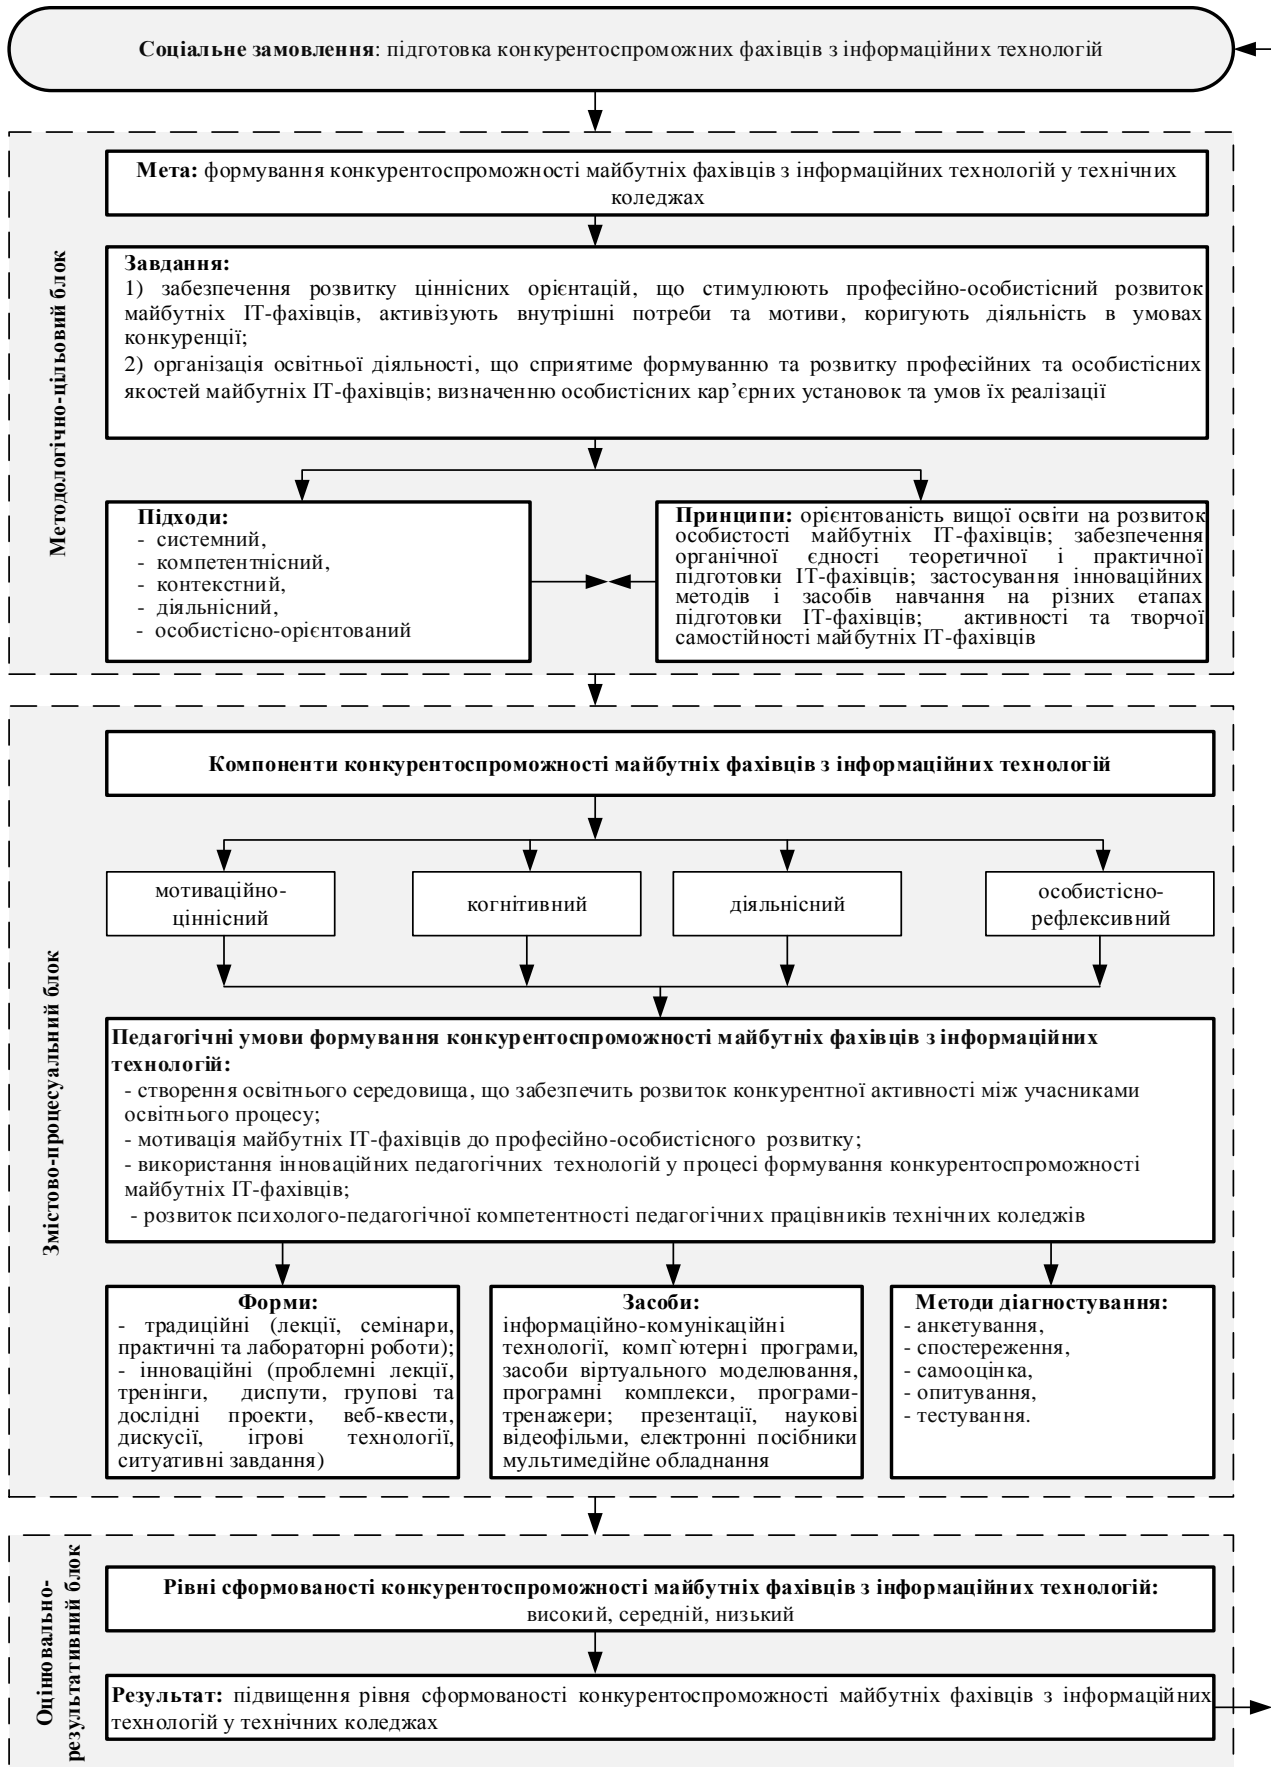 Соціальне замовлення: підготовка конкурентоспроможних фахівців з інформаційних технологій
Методологічно-цільовий блок
Мета: формування конкурентоспроможності майбутніх фахівців з інформаційних технологій у технічних
коледжах
Завдання:
1) забезпечення розвитку ціннісних орієнтацій, що стимулюють професійно-особистісний розвиток
майбутніх ІТ-фахівців, активізують внутрішні потреби та мотиви, коригують діяльність в умовах
конкуренції;
2) організація освітньої діяльності, що сприятиме формуванню та розвитку професійних та особистісних
якостей майбутніх ІТ-фахівців; визначенню особистісних кар’єрних установок та умов їх реалізації
Підходи:
- системний,
- компетентнісний,
- контекстний,
- діяльнісний,
- особистісно-орієнтований
Принципи: орієнтованість вищої освіти на розвиток
особистості майбутніх ІТ-фахівців; забезпечення
органічної єдності теоретичної і практичної
підготовки ІТ-фахівців; застосування інноваційних
методів і засобів навчання на різних етапах
підготовки ІТ-фахівців; активності та творчої
самостійності майбутніх ІТ-фахівців
Змістово-процесуальний блок
Компоненти конкурентоспроможності майбутніх фахівців з інформаційних технологій
мотиваційно-
ціннісний
когнітивний
діяльнісний
особистісно-
рефлексивний
Педагогічні умови формування конкурентоспроможності майбутніх фахівців з інформаційних
технологій:
- створення освітнього середовища, що забезпечить розвиток конкурентної активності між учасниками
освітнього процесу;
- мотивація майбутніх ІТ-фахівців до професійно-особистісного розвитку;
- використання інноваційних педагогічних технологій у процесі формування конкурентоспроможності
майбутніх ІТ-фахівців;
- розвиток психолого-педагогічної компетентності педагогічних працівників технічних коледжів
Форми:
- традиційні (лекції, семінари,
практичні та лабораторні роботи);
- інноваційні (проблемні лекції,
тренінги, диспути, групові та
дослідні проекти, веб-квести,
дискусії, ігрові технології,
ситуативні завдання)
Засоби:
інформаційно-комунікаційні
технології, комп`ютерні програми,
засоби віртуального моделювання,
програмні комплекси, програми-
тренажери; презентації, наукові
відеофільми, електронні посібники
мультимедійне обладнання
Методи діагностування:
- анкетування,
- спостереження,
- самооцінка,
- опитування,
- тестування.
Оцінювально-
результативний блок
Рівні сформованості конкурентоспроможності майбутніх фахівців з інформаційних технологій:
високий, середній, низький
Результат: підвищення рівня сформованості конкурентоспроможності майбутніх фахівців з інформаційних
технологій у технічних коледжах